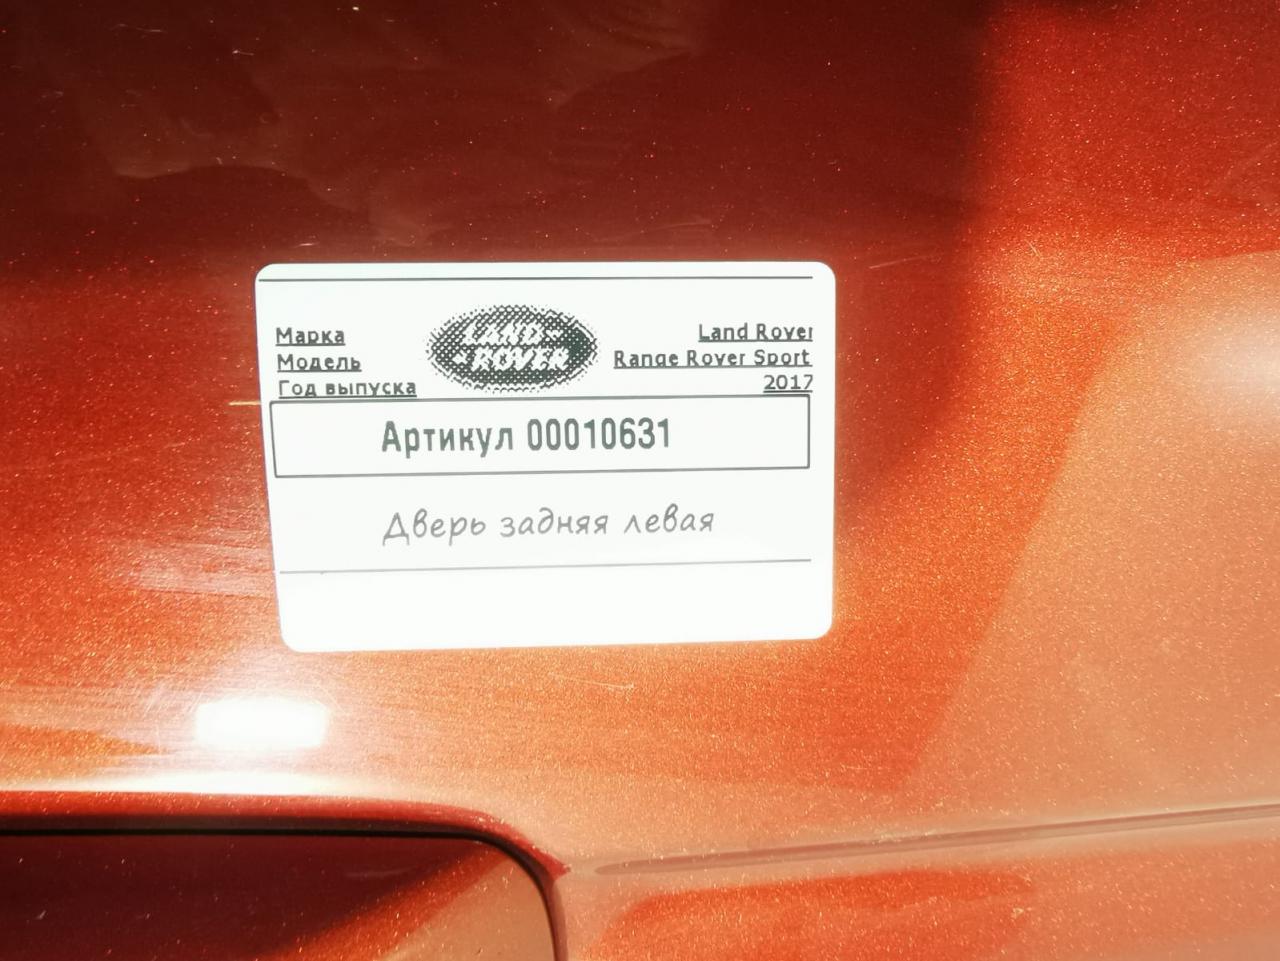 Марка
LAND
ROVER
Land Rover
Модель
Range Rover Sport
Год выпуска
2017
Артикул 00010631
Дверь задняя левая